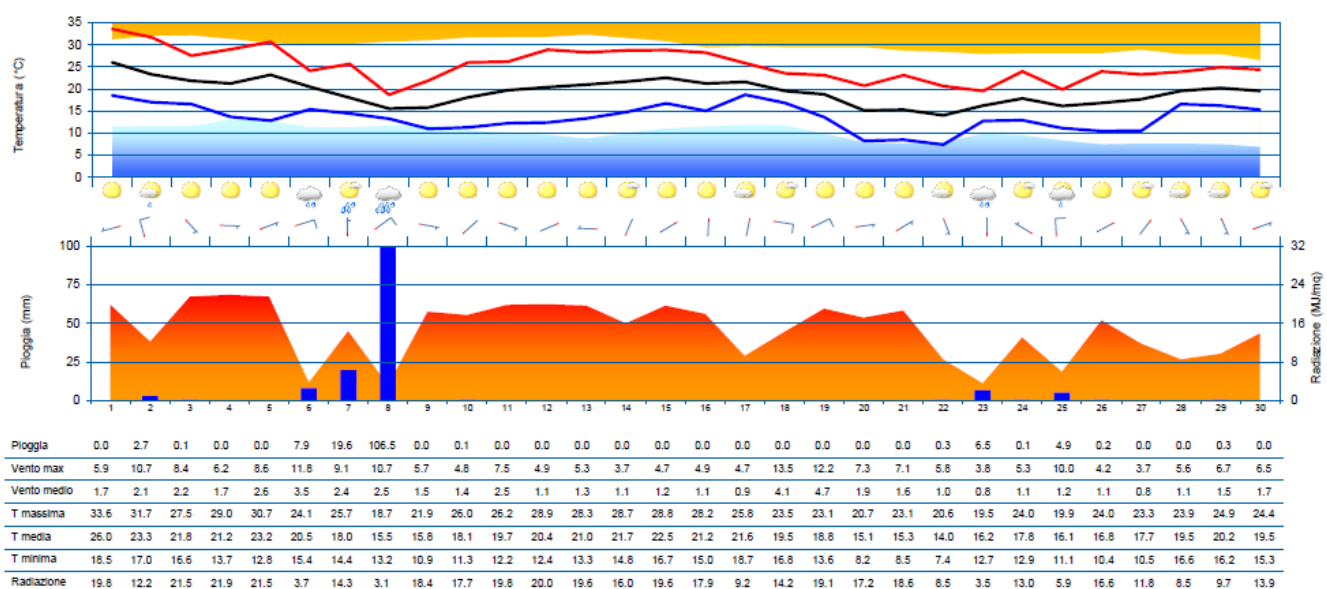 35
30
25
20
15
10
5
0
Temperatura (°C)
100
75
50
25
0
Pioggia (mm)
32
24
16
8
0
Radiazione (MJ/mq)
1 2 3 4 5 6 7 8 9 10 11 12 13 14 15 16 17 18 19 20 21 22 23 24 25 26 27 28 29 30
Pioggia 0.0 2.7 0.1 0.0 0.0 7.9 19.6 106.5 0.0 0.1 0.0 0.0 0.0 0.0 0.0 0.0 0.0 0.0 0.0 0.0 0.0 0.3 6.5 0.1 4.9 0.2 0.0 0.0 0.3 0.0
Vento max 5.9 10.7 8.4 6.2 8.6 11.8 9.1 10.7 5.7 4.8 7.5 4.9 5.3 3.7 4.7 4.9 4.7 13.5 12.2 7.3 7.1 5.8 3.8 5.3 10.0 4.2 3.7 5.6 6.7 6.5
Vento medio 1.7 2.1 2.2 1.7 2.6 3.5 2.4 2.5 1.5 1.4 2.5 1.1 1.3 1.1 1.2 1.1 0.9 4.1 4.7 1.9 1.6 1.0 0.8 1.1 1.2 1.1 0.8 1.1 1.5 1.7
T massima 33.6 31.7 27.5 29.0 30.7 24.1 25.7 18.7 21.9 26.0 26.2 28.9 28.3 28.7 28.8 28.2 25.8 23.5 23.1 20.7 23.1 20.6 19.5 24.0 19.9 24.0 23.3 23.9 24.9 24.4
T media 26.0 23.3 21.8 21.2 23.2 20.5 18.0 15.5 15.8 18.1 19.7 20.4 21.0 21.7 22.5 21.2 21.6 19.5 18.8 15.1 15.3 14.0 16.2 17.8 16.1 16.8 17.7 19.5 20.2 19.5
T minima 18.5 17.0 16.6 13.7 12.8 15.4 14.4 13.2 10.9 11.3 12.2 12.4 13.3 14.8 16.7 15.0 18.7 16.8 13.6 8.2 8.5 7.4 12.7 12.9 11.1 10.4 10.5 16.6 16.2 15.3
Radiazione 19.8 12.2 21.5 21.9 21.5 3.7 14.3 3.1 18.4 17.7 19.8 20.0 19.6 16.0 19.6 17.9 9.2 14.2 19.1 17.2 18.6 8.5 3.5 13.0 5.9 16.6 11.8 8.5 9.7 13.9